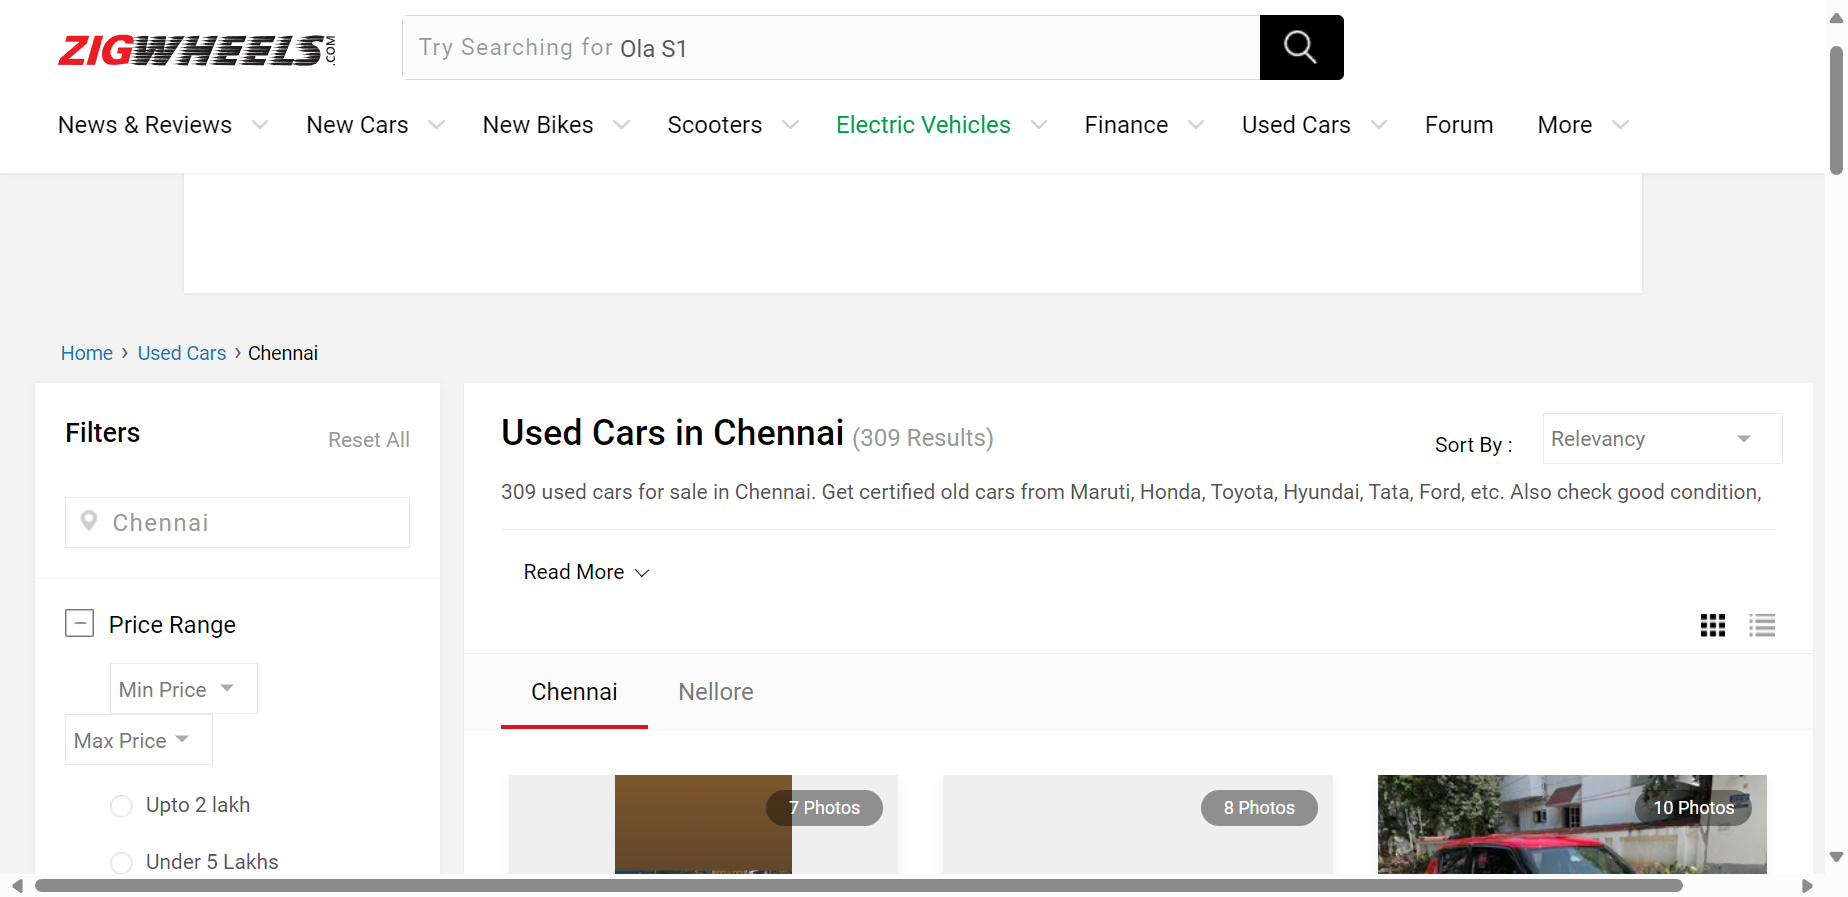 ZIGWHEELS.COM
Try Searching for Ola S1
News & Reviews New Cars New Bikes Scooters Electric Vehicles Finance Used Cars Forum More
Home › Used Cars › Chennai
Filters
Reset All
Chennai
Price Range
Min Price
Max Price
Upto 2 lakh
Under 5 Lakhs
Used Cars in Chennai (309 Results)
Sort By : Relevancy
309 used cars for sale in Chennai. Get certified old cars from Maruti, Honda, Toyota, Hyundai, Tata, Ford, etc. Also check good condition,
Read More
Chennai Nellore
7 Photos
8 Photos
10 Photos